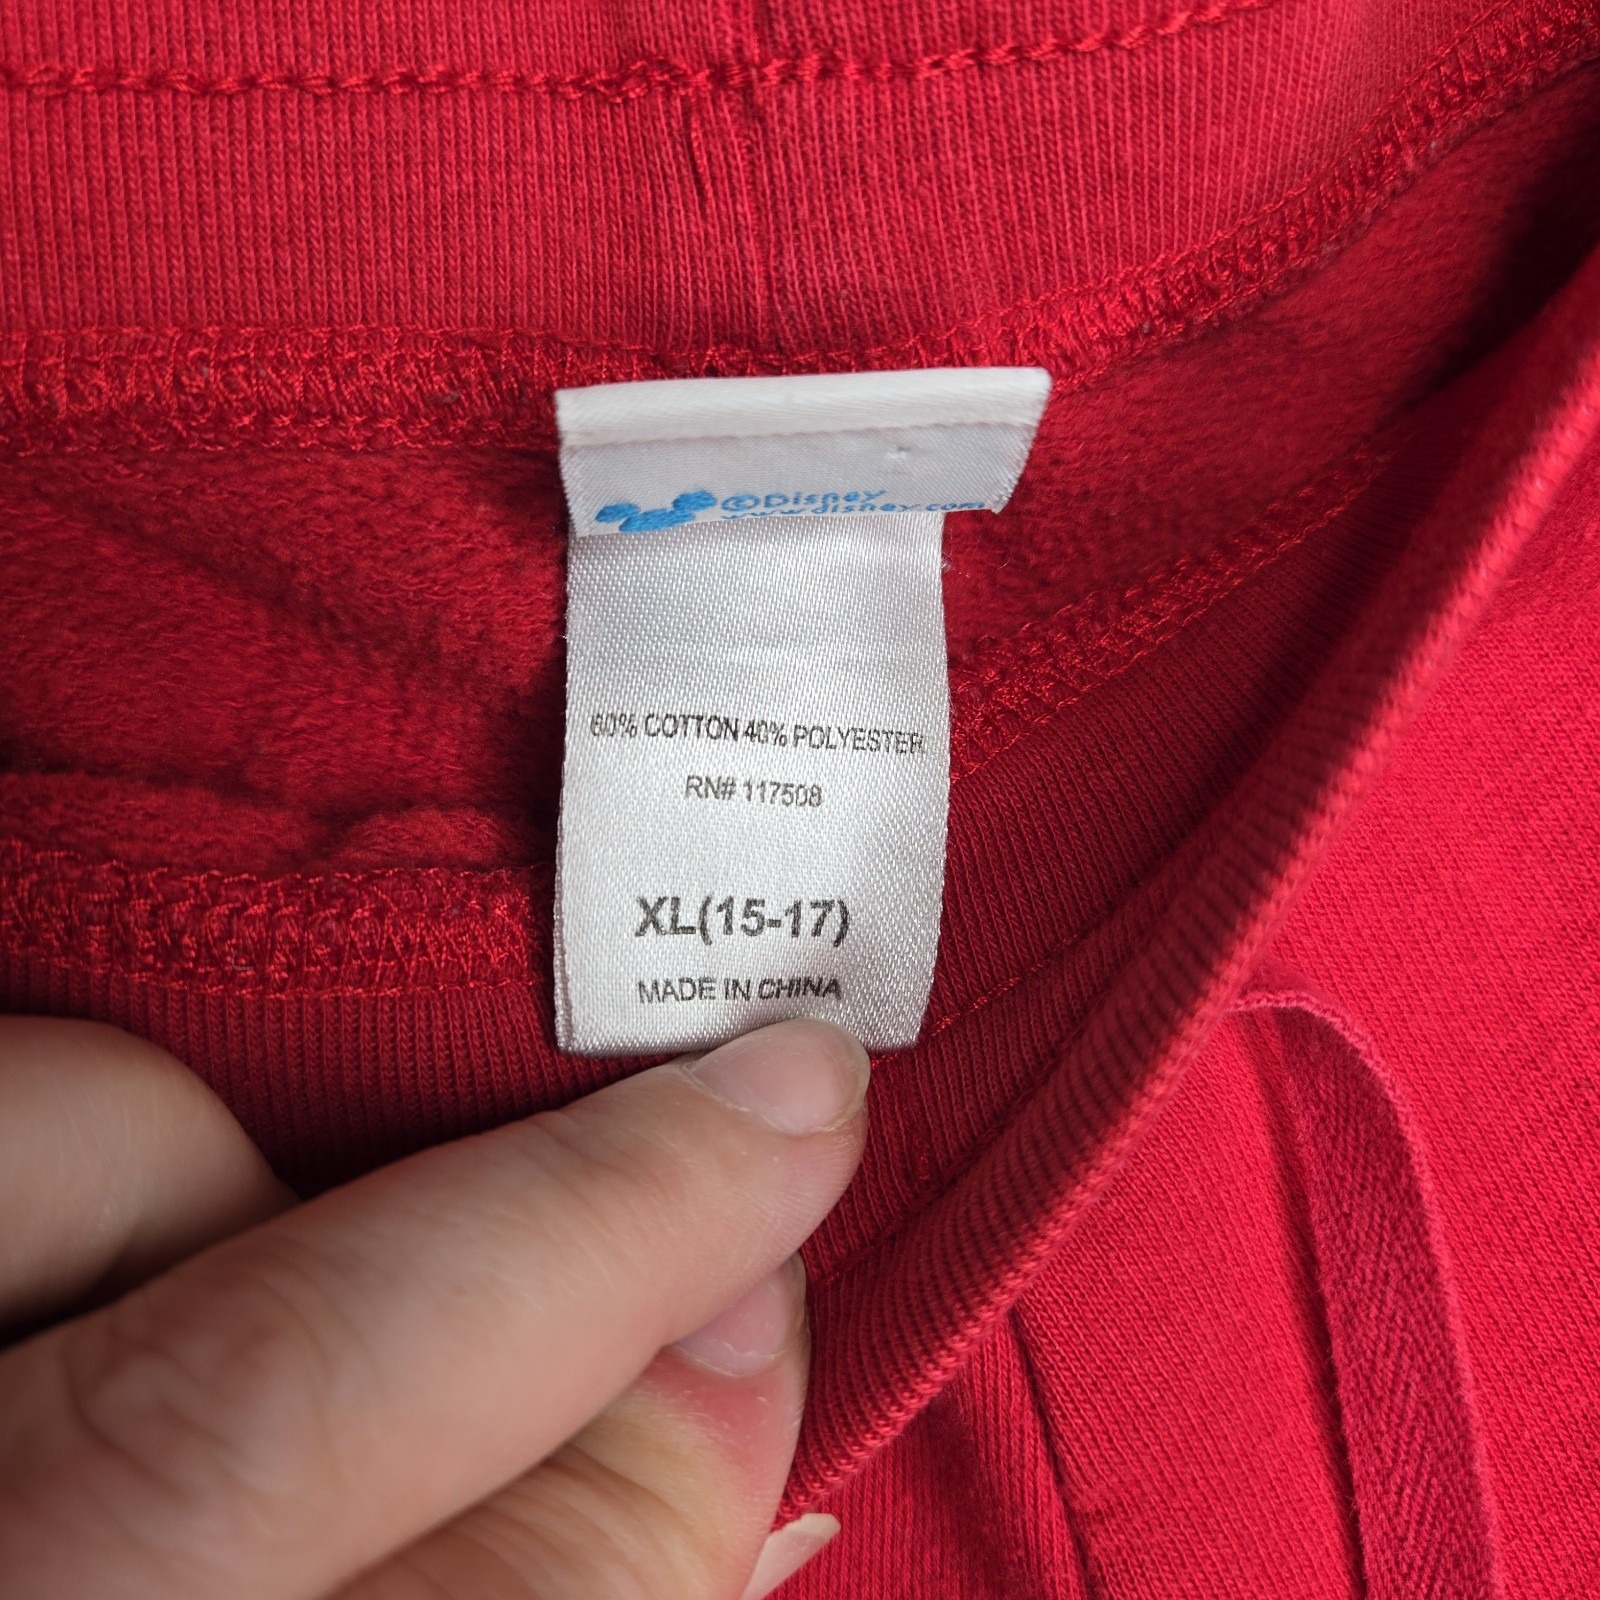 ©Disney
www.disney.com
60% COTTON 40% POLYESTER
RN# 117508
XL(15-17)
MADE IN CHINA